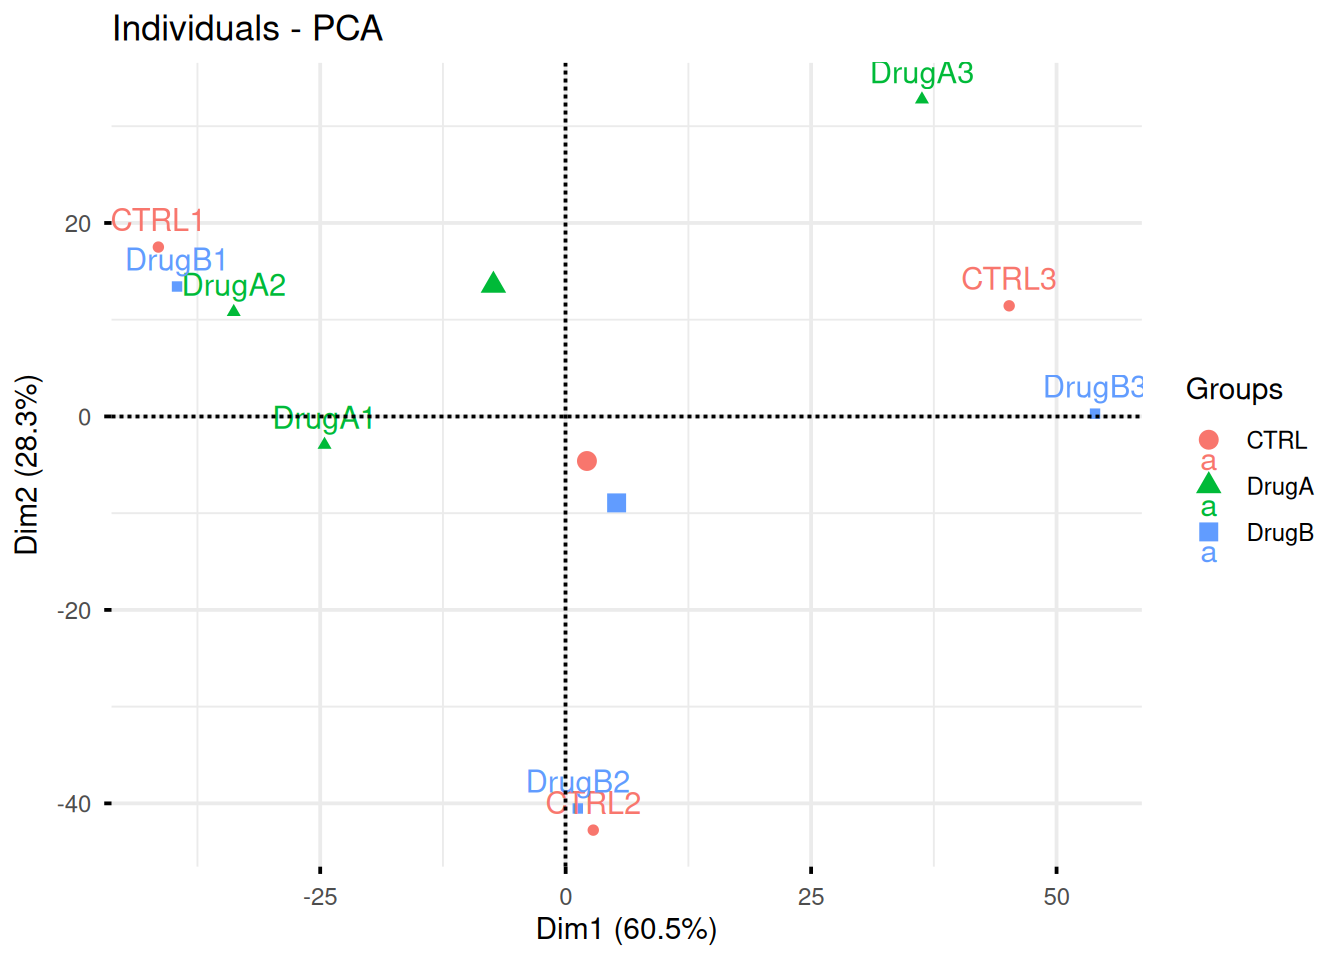 Individuals - PCA
DrugA3
20
CTRL1
DrugB1
DrugA2
CTRL3
DrugB3
0
DrugA1
Dim2 (28.3%)
Groups
CTRL
a
DrugA
a
DrugB
a
-20
DrugB2
-40
CTRL2
-25
0
25
50
Dim1 (60.5%)